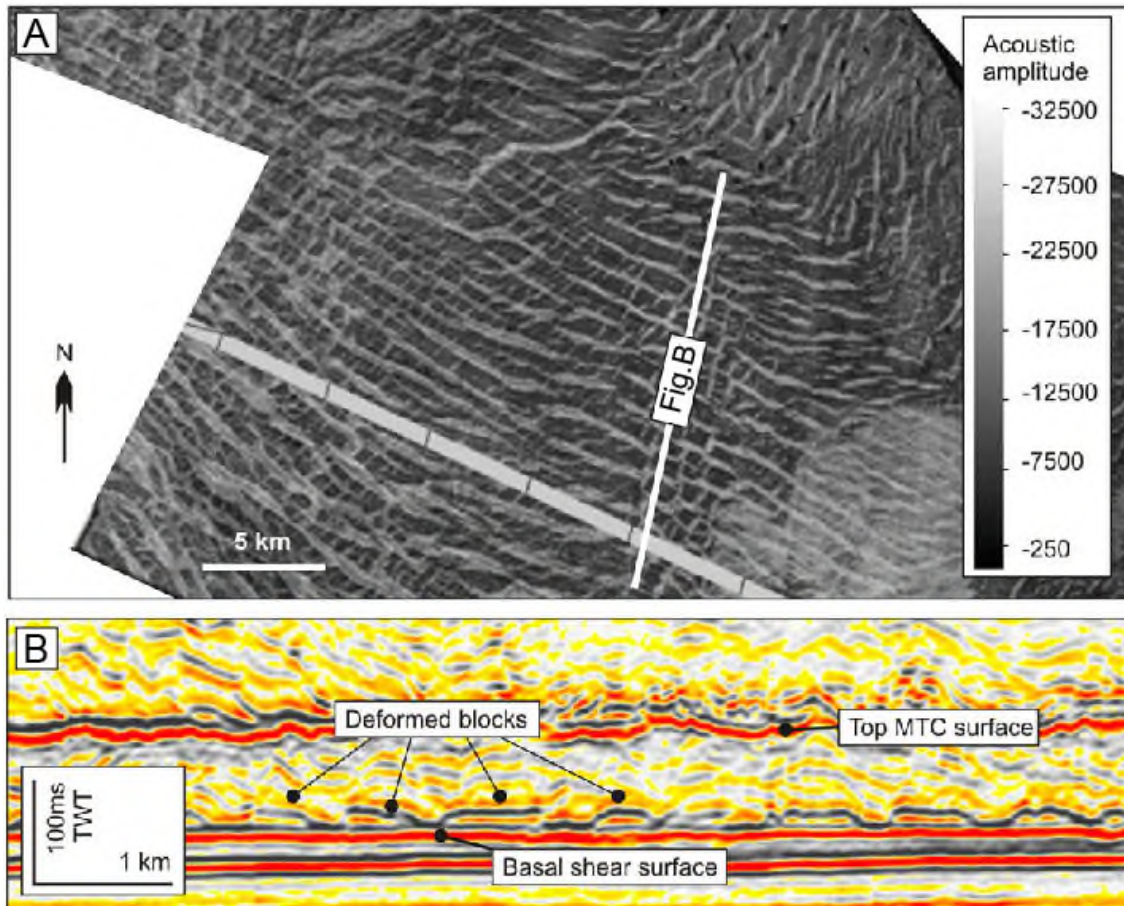 A
Acoustic
amplitude
-32500
-27500
-22500
-17500
-12500
-7500
-250
N
5 km
Fig.B
B
Deformed blocks
Top MTC surface
100ms
TWT
1 km
Basal shear surface